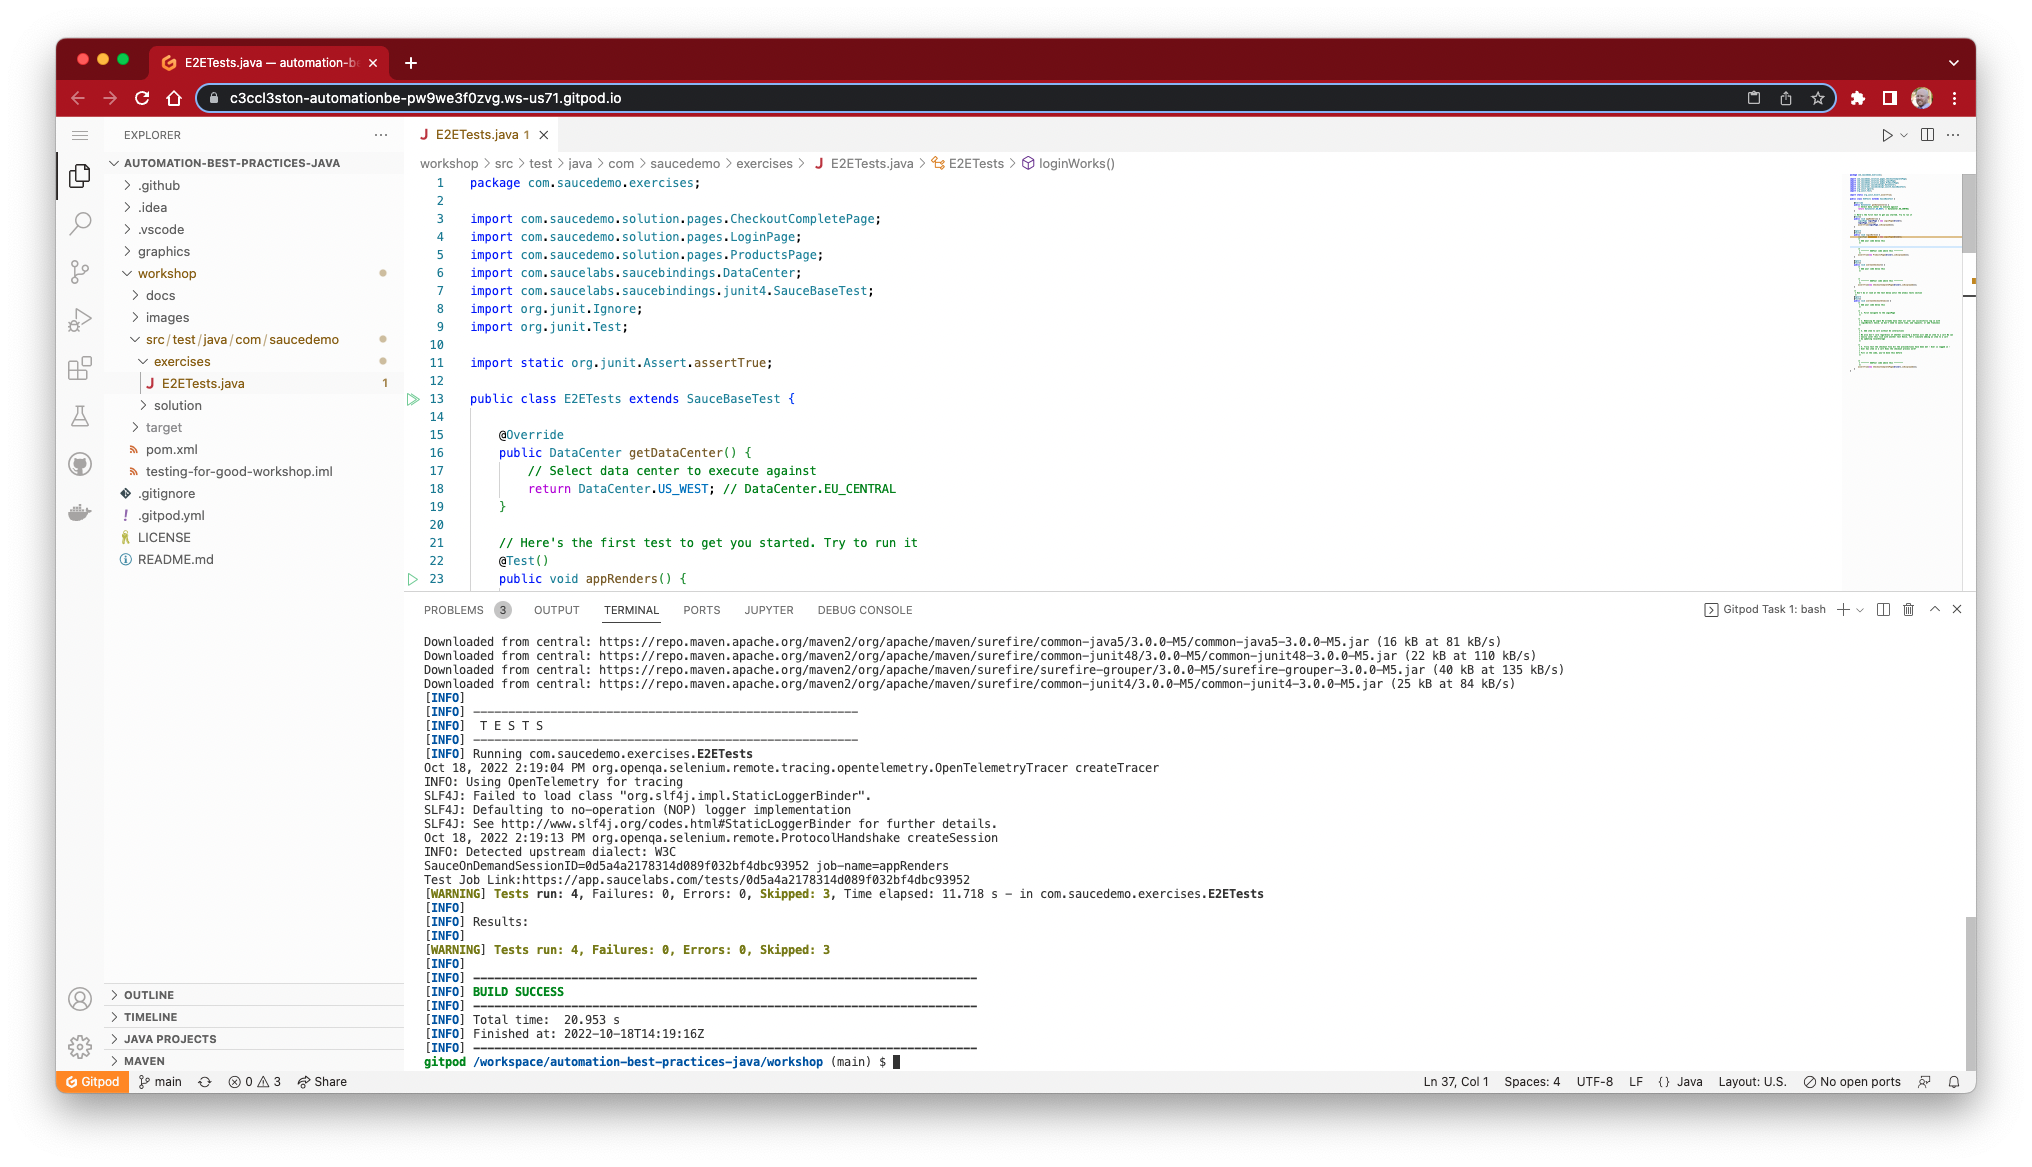 E2ETests.java — automation-be
c3ccl3ston-automationbe-pw9we3f0zvg.ws-us71.gitpod.io
EXPLORER
AUTOMATION-BEST-PRACTICES-JAVA
.github
.idea
.vscode
graphics
workshop
docs
images
src/test/java/com/saucedemo
exercises
E2ETests.java 1
solution
target
pom.xml
testing-for-good-workshop.iml
.gitignore
.gitpod.yml
LICENSE
README.md
OUTLINE
TIMELINE
JAVA PROJECTS
MAVEN
E2ETests.java 1
workshop > src > test > java > com > saucedemo > exercises > E2ETests.java > E2ETests > loginWorks()
1 package com.saucedemo.exercises;
2
3 import com.saucedemo.solution.pages.CheckoutCompletePage;
4 import com.saucedemo.solution.pages.LoginPage;
5 import com.saucedemo.solution.pages.ProductsPage;
6 import com.saucelabs.saucebindings.DataCenter;
7 import com.saucelabs.saucebindings.junit4.SauceBaseTest;
8 import org.junit.Ignore;
9 import org.junit.Test;
10
11 import static org.junit.Assert.assertTrue;
12
13 public class E2ETests extends SauceBaseTest {
14
15 @Override
16 public DataCenter getDataCenter() {
17 // Select data center to execute against
18 return DataCenter.US_WEST; // DataCenter.EU_CENTRAL
19 }
20
21 // Here's the first test to get you started. Try to run it
22 @Test()
23 public void appRenders() {
PROBLEMS 3 OUTPUT TERMINAL PORTS JUPYTER DEBUG CONSOLE
Gitpod Task 1: bash
Downloaded from central: https://repo.maven.apache.org/maven2/org/apache/maven/surefire/common-java5/3.0.0-M5/common-java5-3.0.0-M5.jar (16 kB at 81 kB/s)
Downloaded from central: https://repo.maven.apache.org/maven2/org/apache/maven/surefire/common-junit48/3.0.0-M5/common-junit48-3.0.0-M5.jar (22 kB at 110 kB/s)
Downloaded from central: https://repo.maven.apache.org/maven2/org/apache/maven/surefire/surefire-grouper/3.0.0-M5/surefire-grouper-3.0.0-M5.jar (40 kB at 135 kB/s)
Downloaded from central: https://repo.maven.apache.org/maven2/org/apache/maven/surefire/common-junit4/3.0.0-M5/common-junit4-3.0.0-M5.jar (25 kB at 84 kB/s)
[INFO]
[INFO] -------------------------------------------------------
[INFO]  T E S T S
[INFO] -------------------------------------------------------
[INFO] Running com.saucedemo.exercises.E2ETests
Oct 18, 2022 2:19:04 PM org.openqa.selenium.remote.tracing.opentelemetry.OpenTelemetryTracer createTracer
INFO: Using OpenTelemetry for tracing
SLF4J: Failed to load class "org.slf4j.impl.StaticLoggerBinder".
SLF4J: Defaulting to no-operation (NOP) logger implementation
SLF4J: See http://www.slf4j.org/codes.html#StaticLoggerBinder for further details.
Oct 18, 2022 2:19:13 PM org.openqa.selenium.remote.ProtocolHandshake createSession
INFO: Detected upstream dialect: W3C
SauceOnDemandSessionID=0d5a4a2178314d089f032bf4dbc93952 job-name=appRenders
Test Job Link:https://app.saucelabs.com/tests/0d5a4a2178314d089f032bf4dbc93952
[WARNING] Tests run: 4, Failures: 0, Errors: 0, Skipped: 3, Time elapsed: 11.718 s - in com.saucedemo.exercises.E2ETests
[INFO]
[INFO] Results:
[INFO]
[WARNING] Tests run: 4, Failures: 0, Errors: 0, Skipped: 3
[INFO]
[INFO] ------------------------------------------------------------------------
[INFO] BUILD SUCCESS
[INFO] ------------------------------------------------------------------------
[INFO] Total time:  20.953 s
[INFO] Finished at: 2022-10-18T14:19:16Z
[INFO] ------------------------------------------------------------------------
gitpod /workspace/automation-best-practices-java/workshop (main) $
Gitpod main 0 3 Share
Ln 37, Col 1 Spaces: 4 UTF-8 LF {} Java Layout: U.S. No open ports